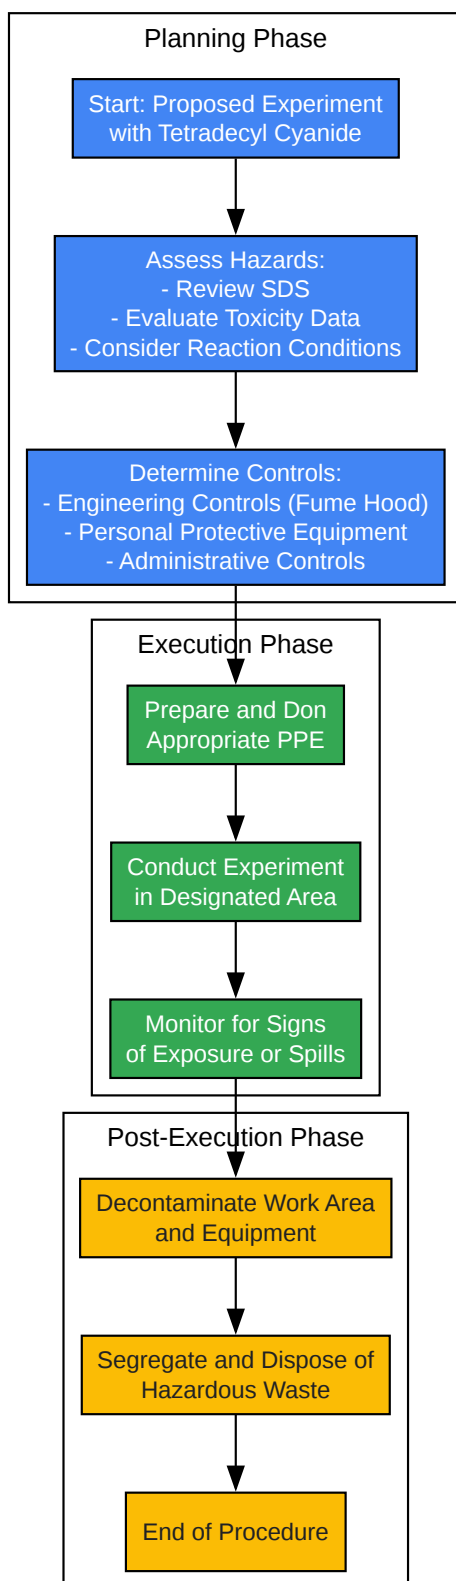 Planning Phase
Start: Proposed Experiment
with Tetradecyl Cyanide
Assess Hazards:
- Review SDS
- Evaluate Toxicity Data
- Consider Reaction Conditions
Determine Controls:
- Engineering Controls (Fume Hood)
- Personal Protective Equipment
- Administrative Controls
Execution Phase
Prepare and Don
Appropriate PPE
Conduct Experiment
in Designated Area
Monitor for Signs
of Exposure or Spills
Post-Execution Phase
Decontaminate Work Area
and Equipment
Segregate and Dispose of
Hazardous Waste
End of Procedure